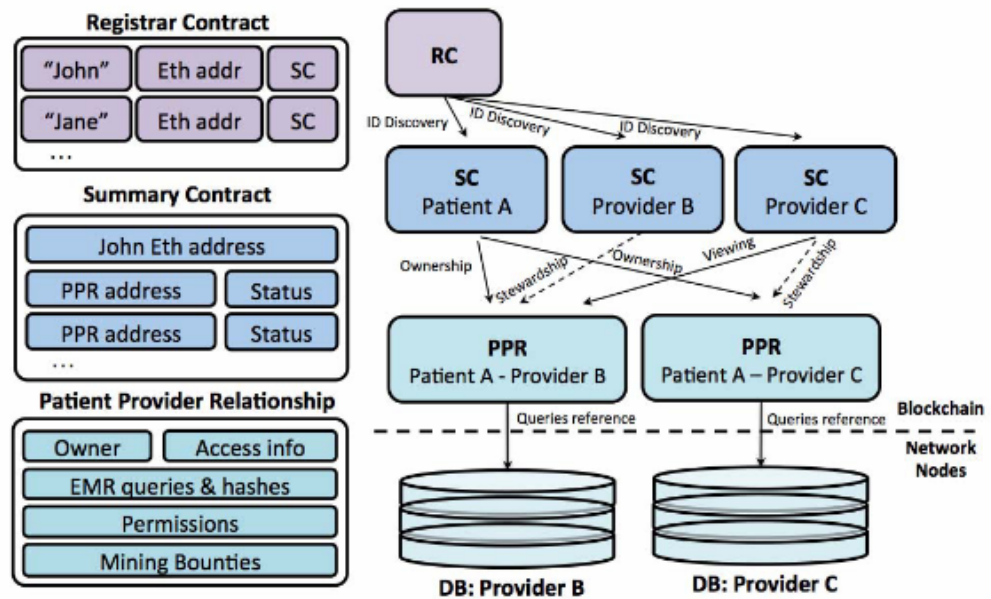 Registrar Contract
“John” Eth addr SC
“Jane” Eth addr SC
...
Summary Contract
John Eth address
PPR address Status
PPR address Status
...
Patient Provider Relationship
Owner Access info
EMR queries & hashes
Permissions
Mining Bounties
RC
ID Discovery ID Discovery ID Discovery
SC
Patient A
SC
Provider B
SC
Provider C
Ownership Stewardship Ownership Viewing Stewardship
PPR
Patient A - Provider B
PPR
Patient A – Provider C
Queries reference Queries reference
Blockchain
Network
Nodes
DB: Provider B DB: Provider C